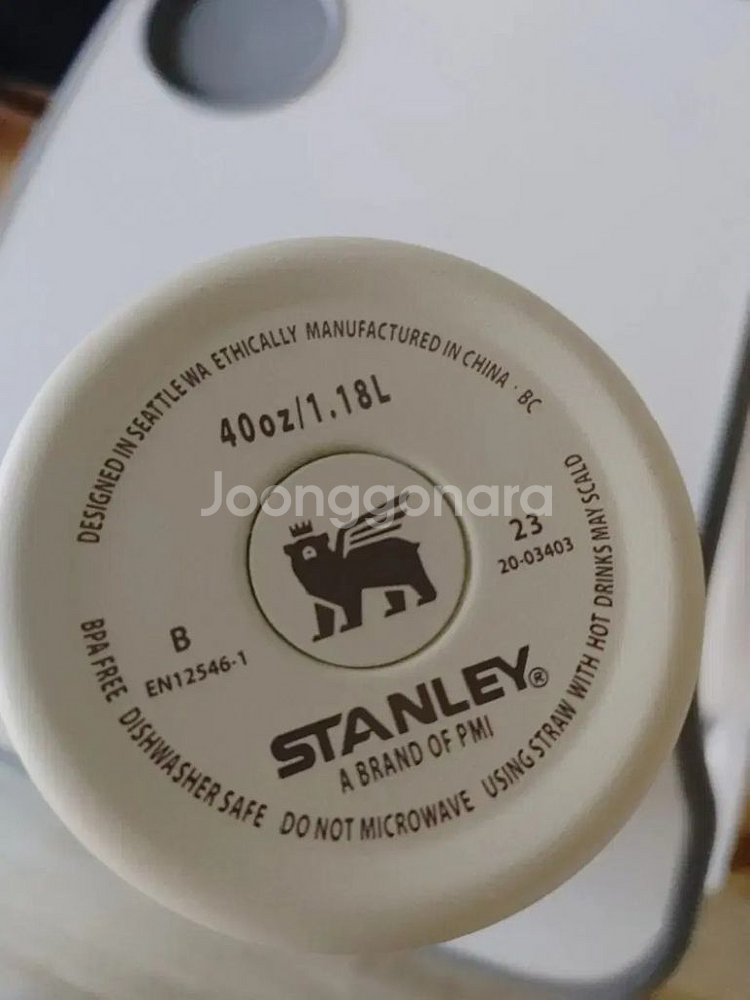 DESIGNED IN SEATTLE WA ETHICALLY MANUFACTURED IN CHINA · BC
40oz/1.18L
Joonggonara
23
20-03403
B
EN12546-1
STANLEY®
A BRAND OF PMI
BPA FREE DISHWASHER SAFE DO NOT MICROWAVE USING STRAW WITH HOT DRINKS MAY SCALD